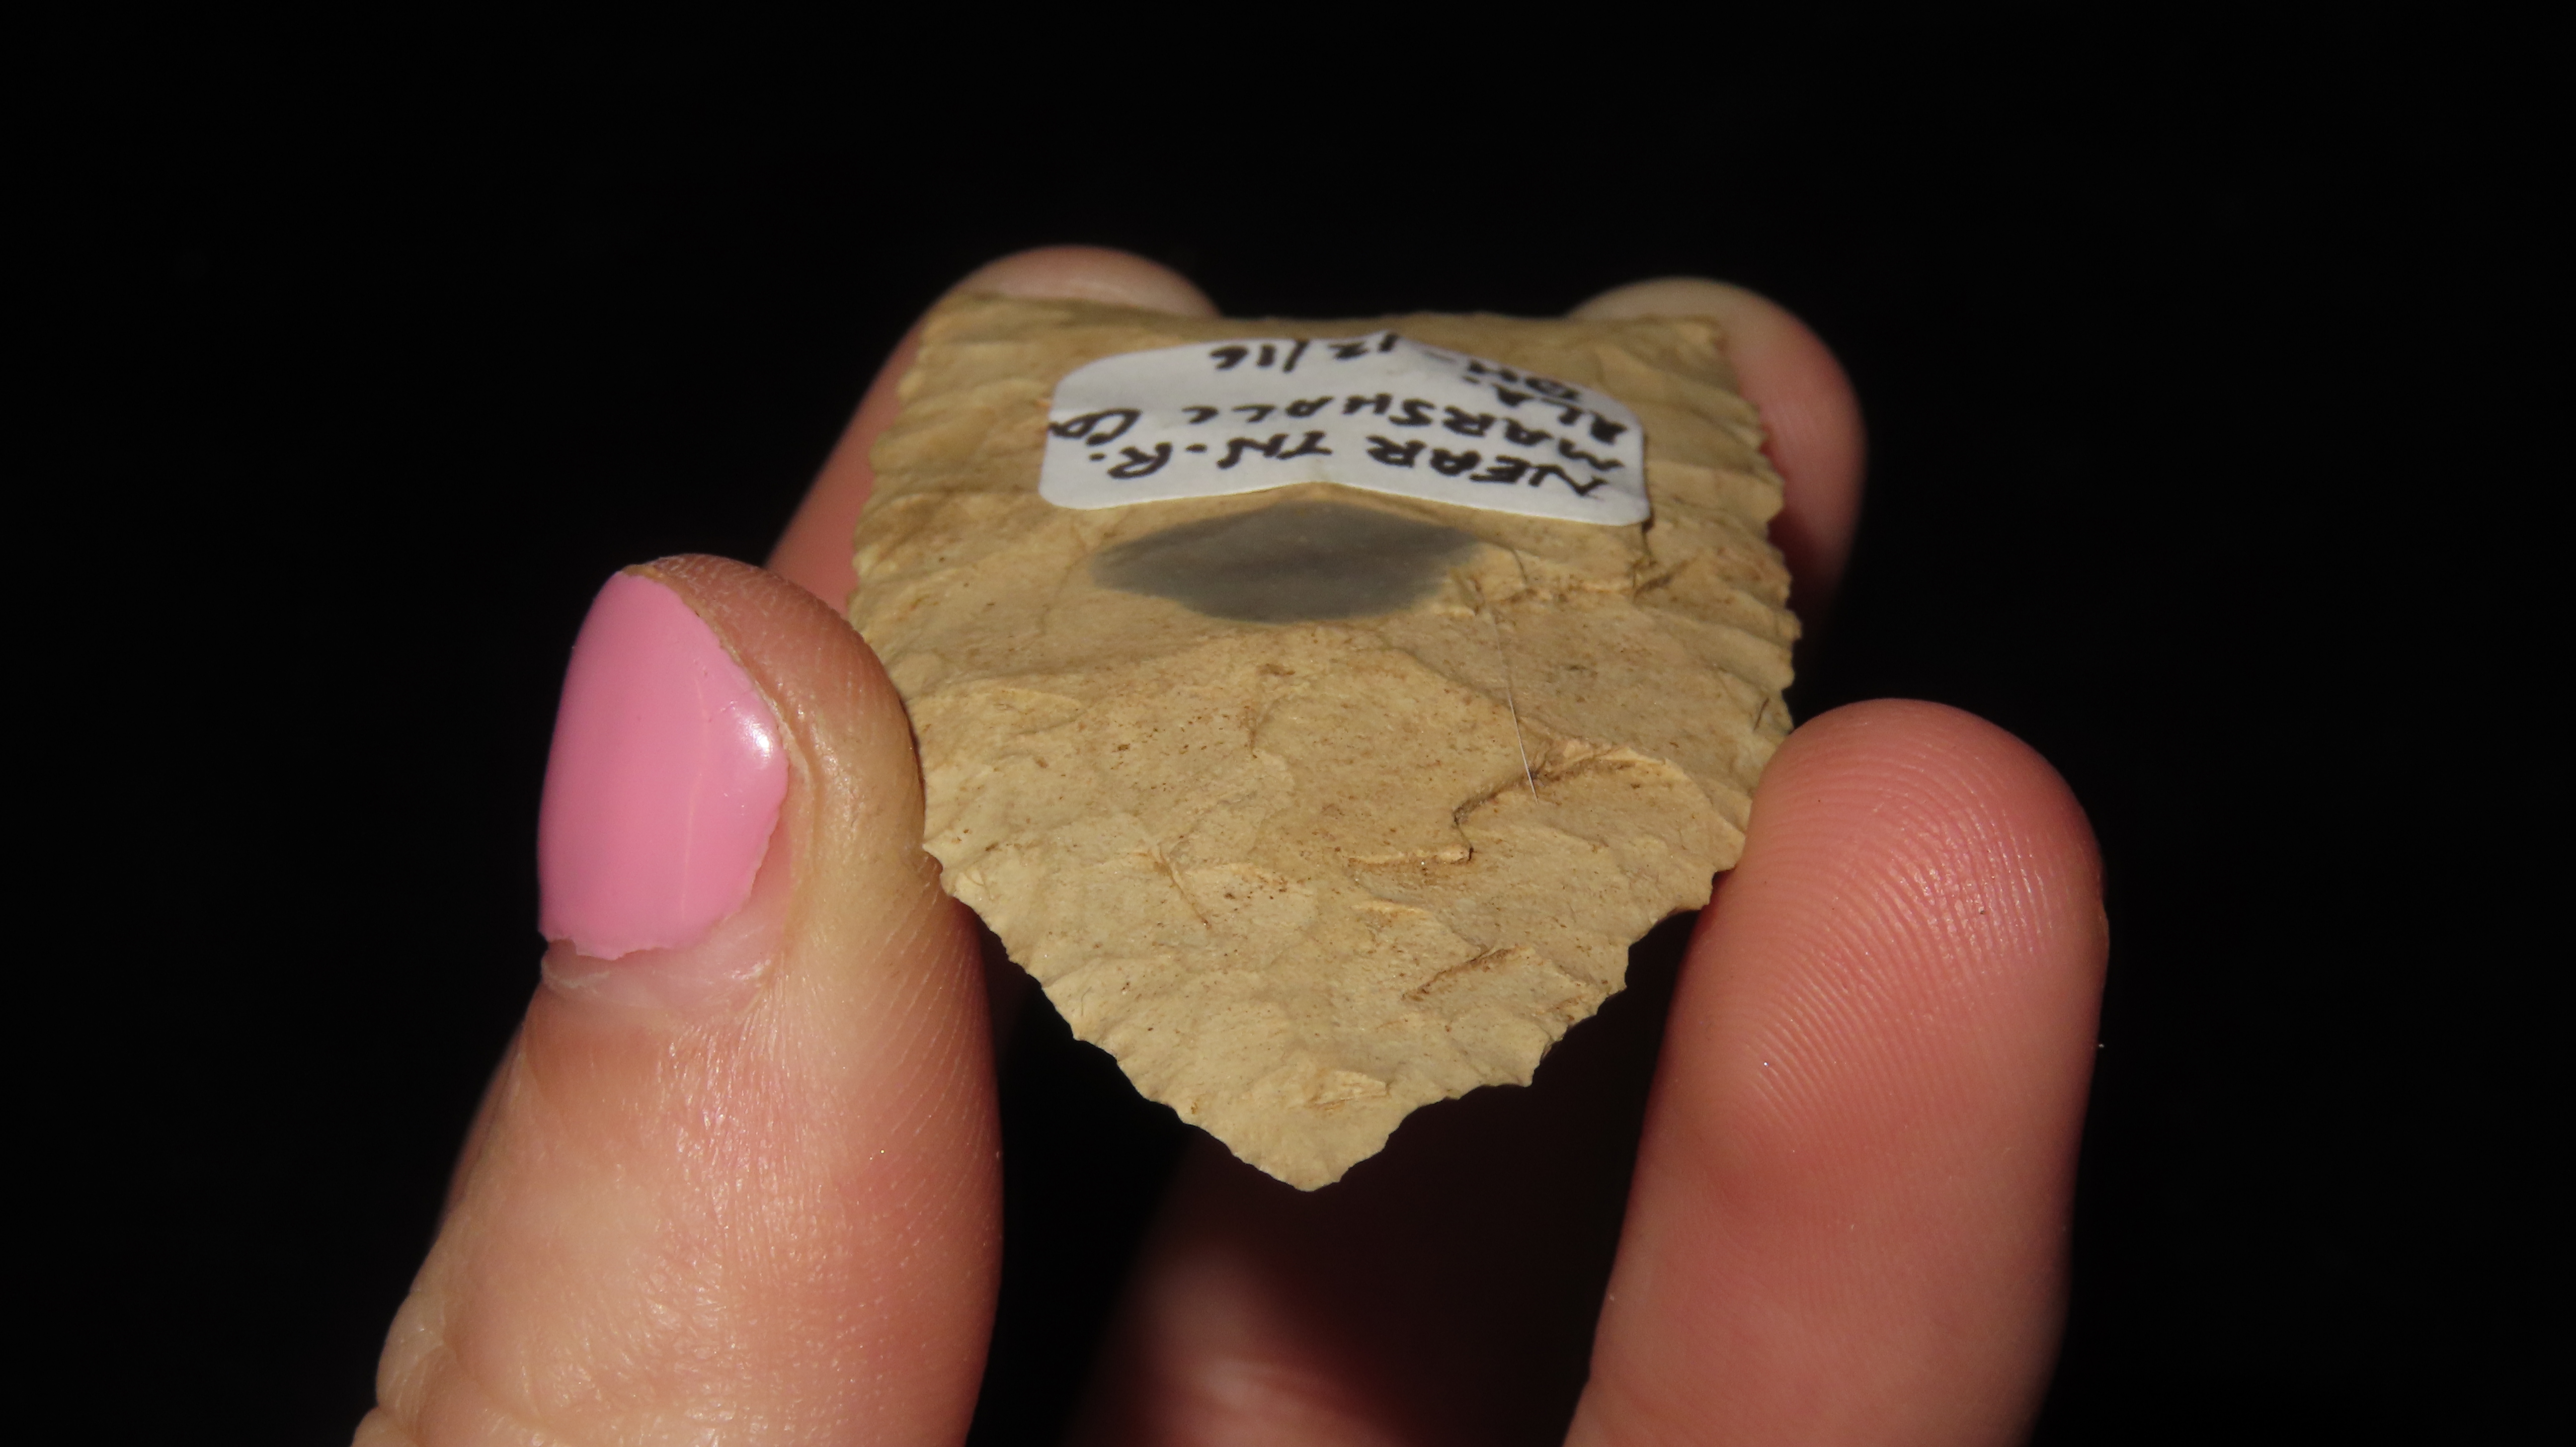 NEAR TN. R.
MARSHALL CO
ALA
12/16